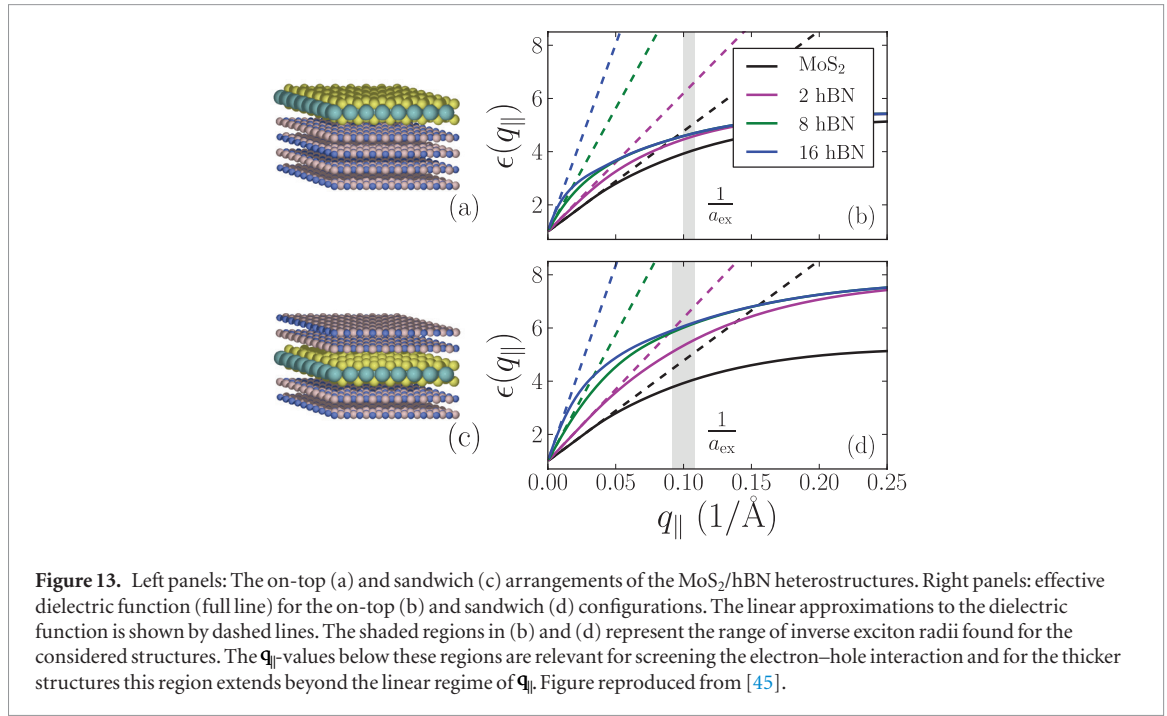 8
6
4
2
ϵ(q∥)
MoS₂
2 hBN
8 hBN
16 hBN
1
a_ex
(a)
(b)
8
6
4
2
ϵ(q∥)
1
a_ex
(c)
(d)
0.00 0.05 0.10 0.15 0.20 0.25
q∥ (1/Å)
Figure 13. Left panels: The on-top (a) and sandwich (c) arrangements of the MoS₂/hBN heterostructures. Right panels: effective
dielectric function (full line) for the on-top (b) and sandwich (d) configurations. The linear approximations to the dielectric
function is shown by dashed lines. The shaded regions in (b) and (d) represent the range of inverse exciton radii found for the
considered structures. The q∥-values below these regions are relevant for screening the electron–hole interaction and for the thicker
structures this region extends beyond the linear regime of q∥. Figure reproduced from [45].